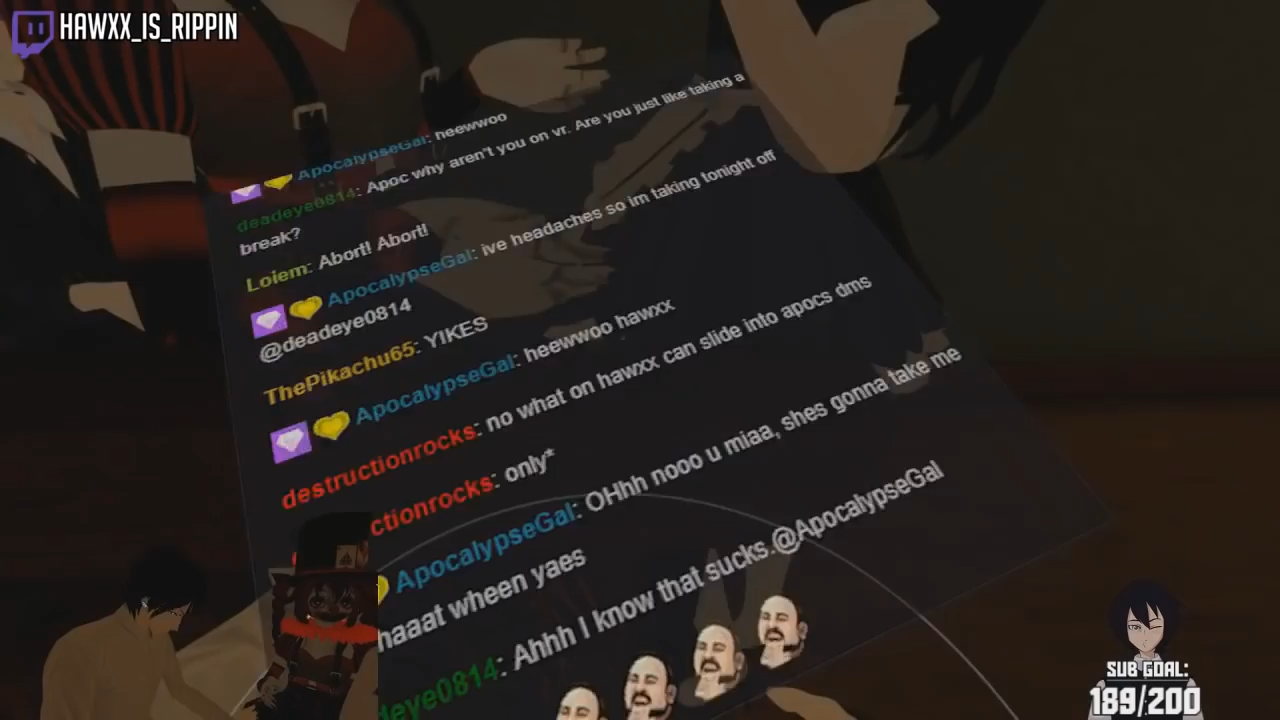 HAWXX_IS_RIPPIN
ApocalypseGal: heewwoo
deadeye0814: Apoc why aren't you on vr. Are you just like taking a
break?
Loiem: Abort! Abort!
ApocalypseGal: ive headaches so im taking tonight off
@deadeye0814
ThePikachu65: YIKES
ApocalypseGal: heewwoo hawxx
destructionrocks: no what on hawxx can slide into apocs dms
ctionrocks: only*
ApocalypseGal: OHhh nooo u miaa, shes gonna take me
haaat wheen yaes
deye0814: Ahhh I know that sucks.@ApocalypseGal
SUB GOAL:
189/200